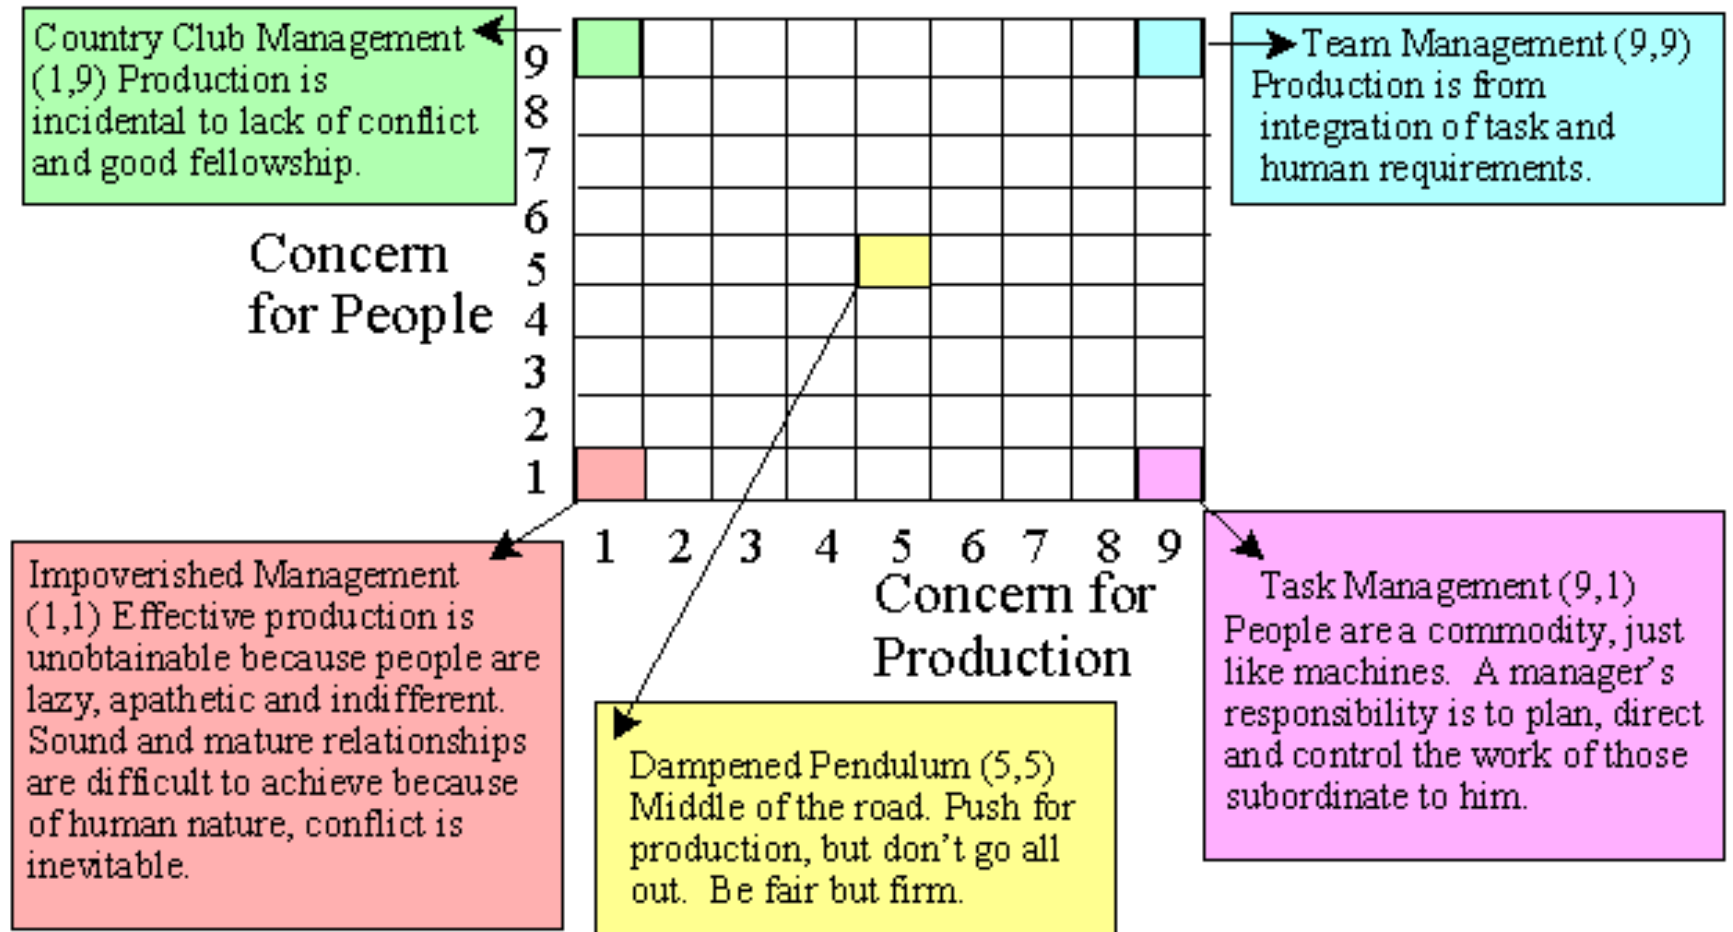 Country Club Management
(1,9) Production is
incidental to lack of conflict
and good fellowship.
Team Management (9,9)
Production is from
integration of task and
human requirements.
Concern
for People
9
8
7
6
5
4
3
2
1
1 2 3 4 5 6 7 8 9
Concern for
Production
Impoverished Management
(1,1) Effective production is
unobtainable because people are
lazy, apathetic and indifferent.
Sound and mature relationships
are difficult to achieve because
of human nature, conflict is
inevitable.
Dampened Pendulum (5,5)
Middle of the road. Push for
production, but don't go all
out. Be fair but firm.
Task Management (9,1)
People are a commodity, just
like machines. A manager's
responsibility is to plan, direct
and control the work of those
subordinate to him.